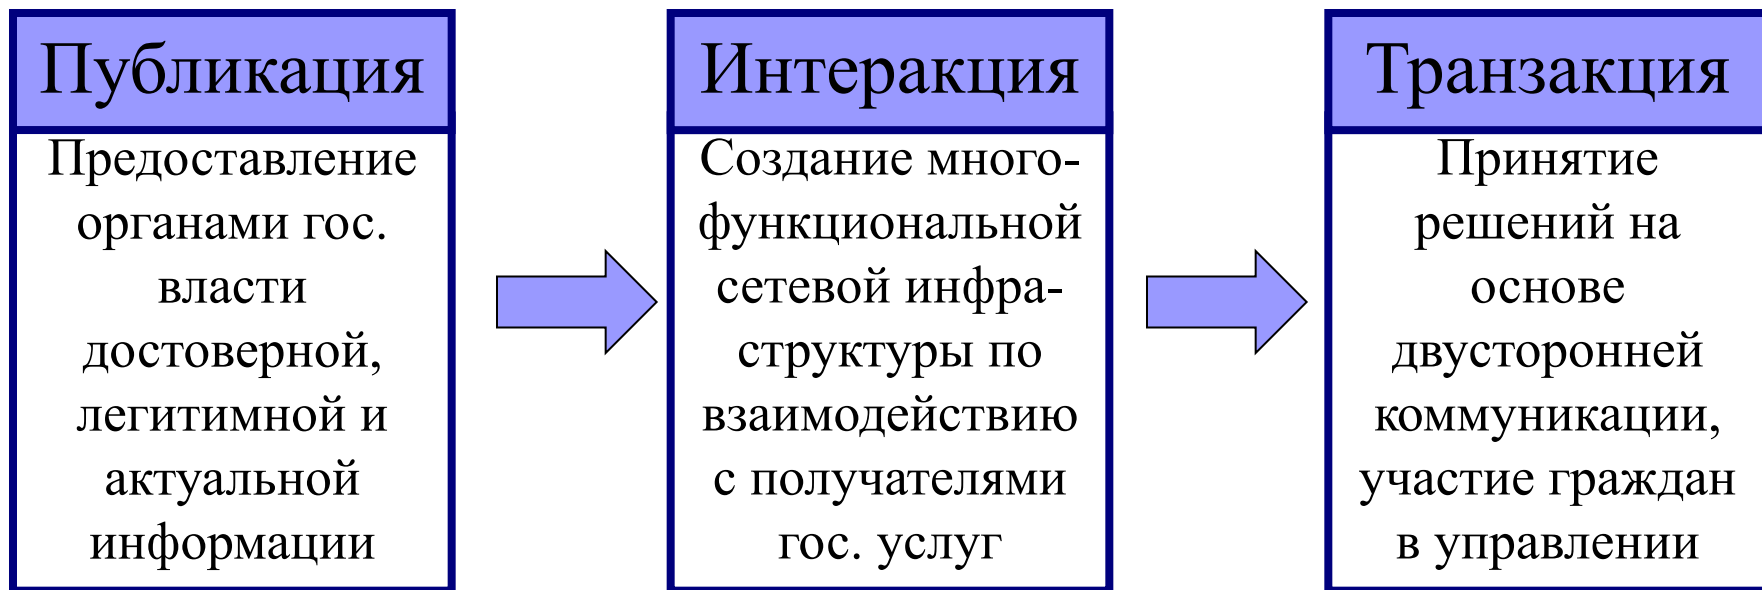 Публикация
Предоставление
органами гос.
власти
достоверной,
легитимной и
актуальной
информации
Интеракция
Создание много-
функциональной
сетевой инфра-
структуры по
взаимодействию
с получателями
гос. услуг
Транзакция
Принятие
решений на
основе
двусторонней
коммуникации,
участие граждан
в управлении